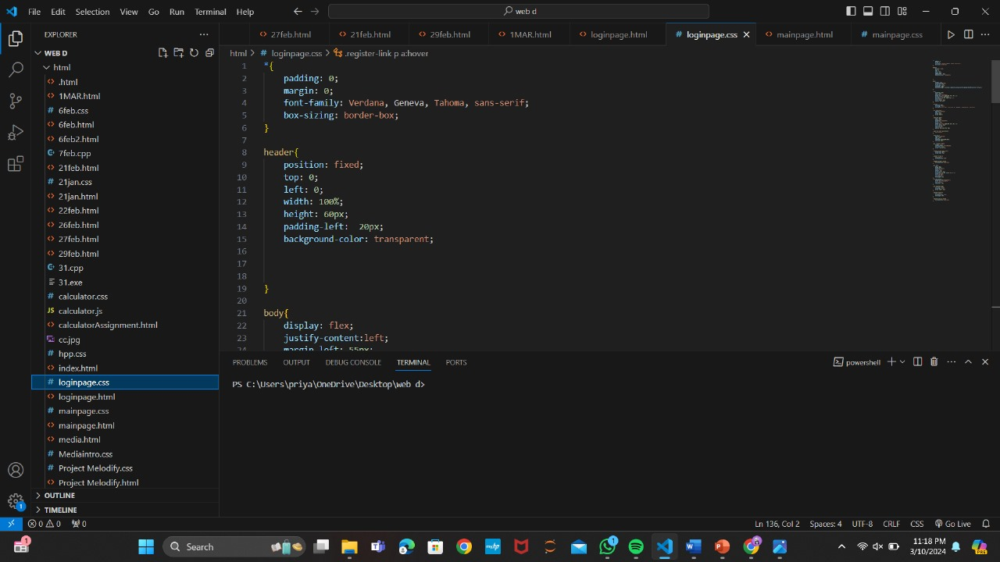 File Edit Selection View Go Run Terminal Help
web d
EXPLORER
27feb.html 21feb.html 29feb.html 1MAR.html loginpage.html loginpage.css mainpage.html mainpage.css
WEB D
html > loginpage.css > .register-link p a:hover
html
.html
1MAR.html
6feb.css
6feb.html
6feb2.html
7feb.cpp
21feb.html
21jan.css
21jan.html
22feb.html
26feb.html
27feb.html
29feb.html
31.cpp
31.exe
calculator.css
calculator.js
calculatorAssignment.html
cc.jpg
hpp.css
index.html
loginpage.css
loginpage.html
mainpage.css
mainpage.html
media.html
Mediaintro.css
Project Melodify.css
Project Melodify.html
OUTLINE
TIMELINE
1 *{
2 padding: 0;
3 margin: 0;
4 font-family: Verdana, Geneva, Tahoma, sans-serif;
5 box-sizing: border-box;
6 }
7
8 header{
9 position: fixed;
10 top: 0;
11 left: 0;
12 width: 100%;
13 height: 60px;
14 padding-left:  20px;
15 background-color: transparent;
16
17
18
19 }
20
21 body{
22 display: flex;
23 justify-content:left;
24 margin-left: 55px;
PROBLEMS OUTPUT DEBUG CONSOLE TERMINAL PORTS
powershell
PS C:\Users\priya\OneDrive\Desktop\web d>
1
0 0 0
Ln 136, Col 2 Spaces: 4 UTF-8 CRLF CSS Go Live
1
Search
1
11:18 PM
3/10/2024